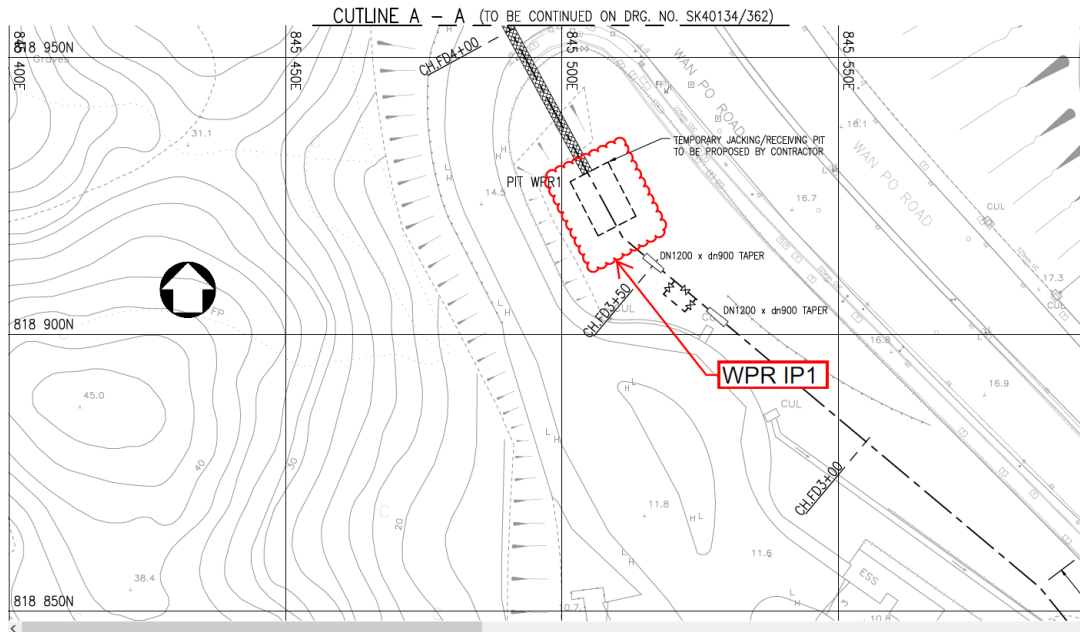 CUTLINE A – A (TO BE CONTINUED ON DRG. NO. SK40134/362)
818 950N
845 400E
845 450E
845 500E
845 550E
Graves
CH.FD4+00
WAN PO ROAD
31.1
16.1
TEMPORARY JACKING/RECEIVING PIT
TO BE PROPOSED BY CONTRACTOR
WAN PO ROAD
PIT WPR1
14.5
16.7
CUL
DN1200 x dn900 TAPER
17.3
CUL
FP
CH.FD3+50
CUL
DN1200 x dn900 TAPER
818 900N
16.8
WPR IP1
16.9
45.0
CUL
40
30
CH.FD3+00
11.8
C
20
11.6
38.4
ESS
3
818 850N
10.7
10.8